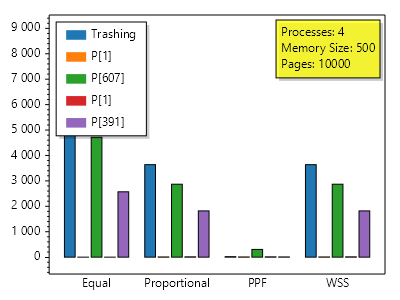 Trashing
P[1]
P[607]
P[1]
P[391]
Processes: 4
Memory Size: 500
Pages: 10000
9 000
8 000
7 000
6 000
5 000
4 000
3 000
2 000
1 000
0
Equal Proportional PPF WSS